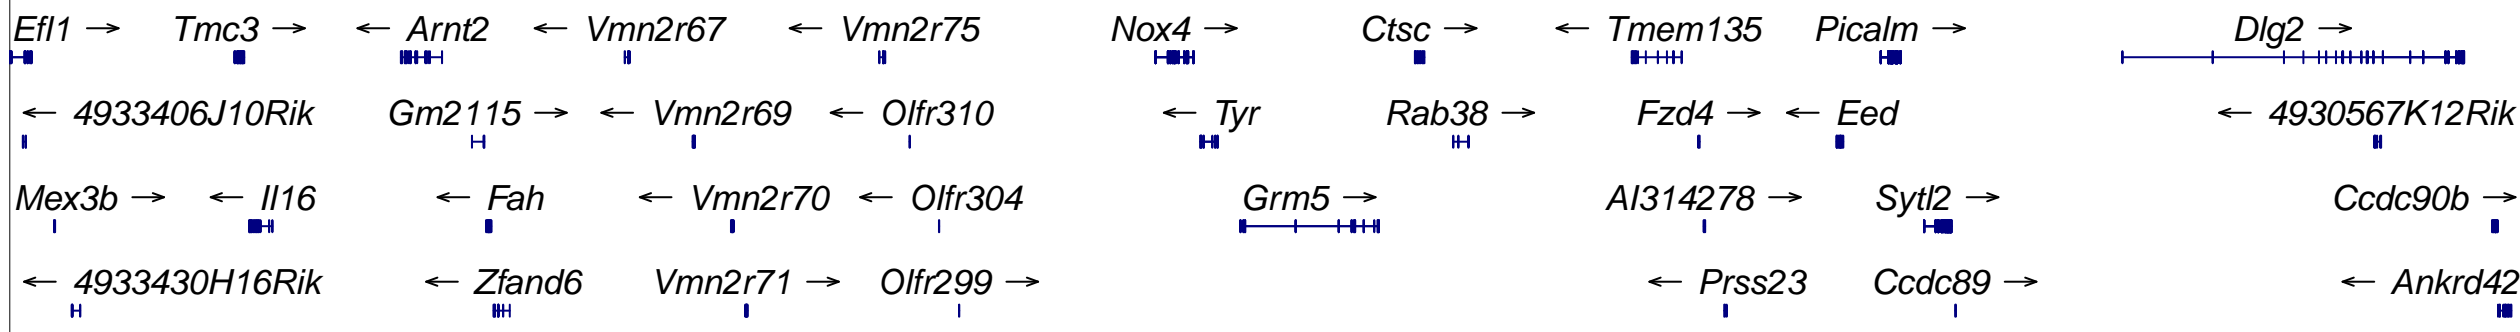 Efl1 → Tmc3 → ← Arnt2 ← Vmn2r67 ← Vmn2r75 Nox4 → Ctsc → ← Tmem135 Picalm → Dlg2 →
← 4933406J10Rik Gm2115 → ← Vmn2r69 ← Olfr310 ← Tyr Rab38 → Fzd4 → ← Eed ← 4930567K12Rik
Mex3b → ← Il16 ← Fah ← Vmn2r70 ← Olfr304 Grm5 → AI314278 → Sytl2 → Ccdc90b →
← 4933430H16Rik ← Zfand6 Vmn2r71 → Olfr299 → ← Prss23 Ccdc89 → ← Ankrd42